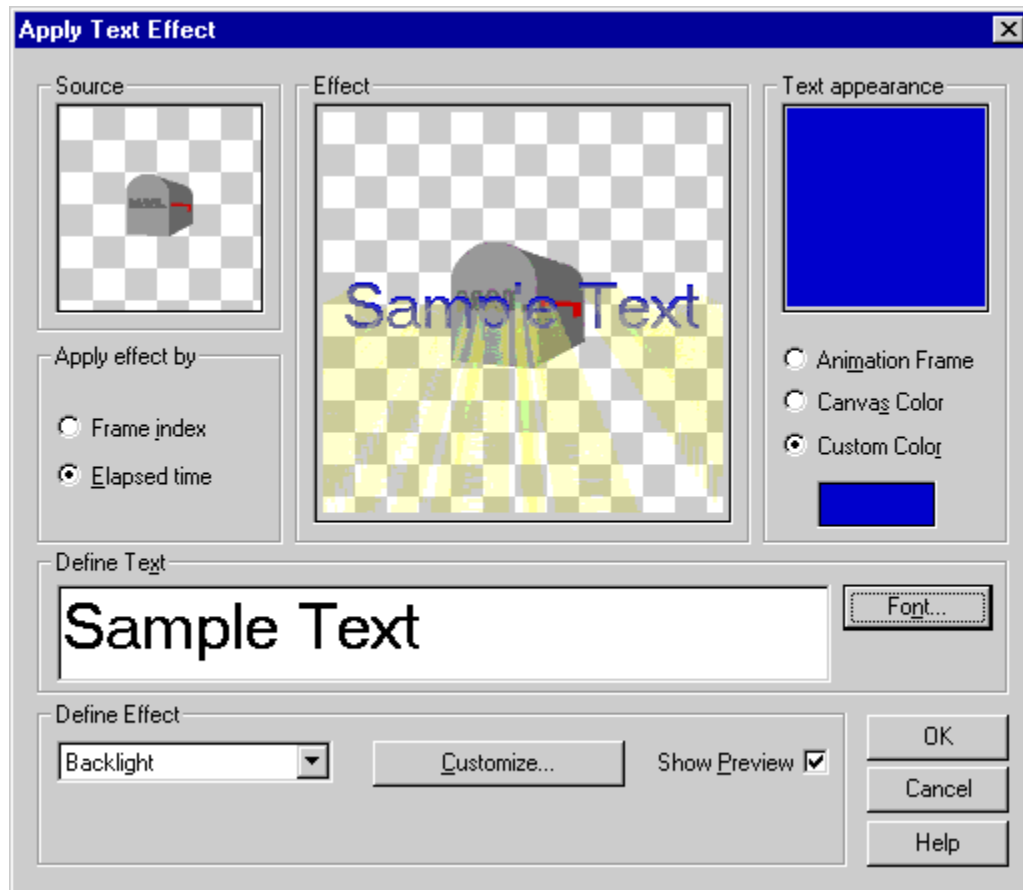 Apply Text Effect
Source
Effect
Text appearance
Sample Text
Apply effect by
Frame index
Elapsed time
Animation Frame
Canvas Color
Custom Color
Define Text
Sample Text
Font...
Define Effect
Backlight
Customize...
Show Preview
OK
Cancel
Help